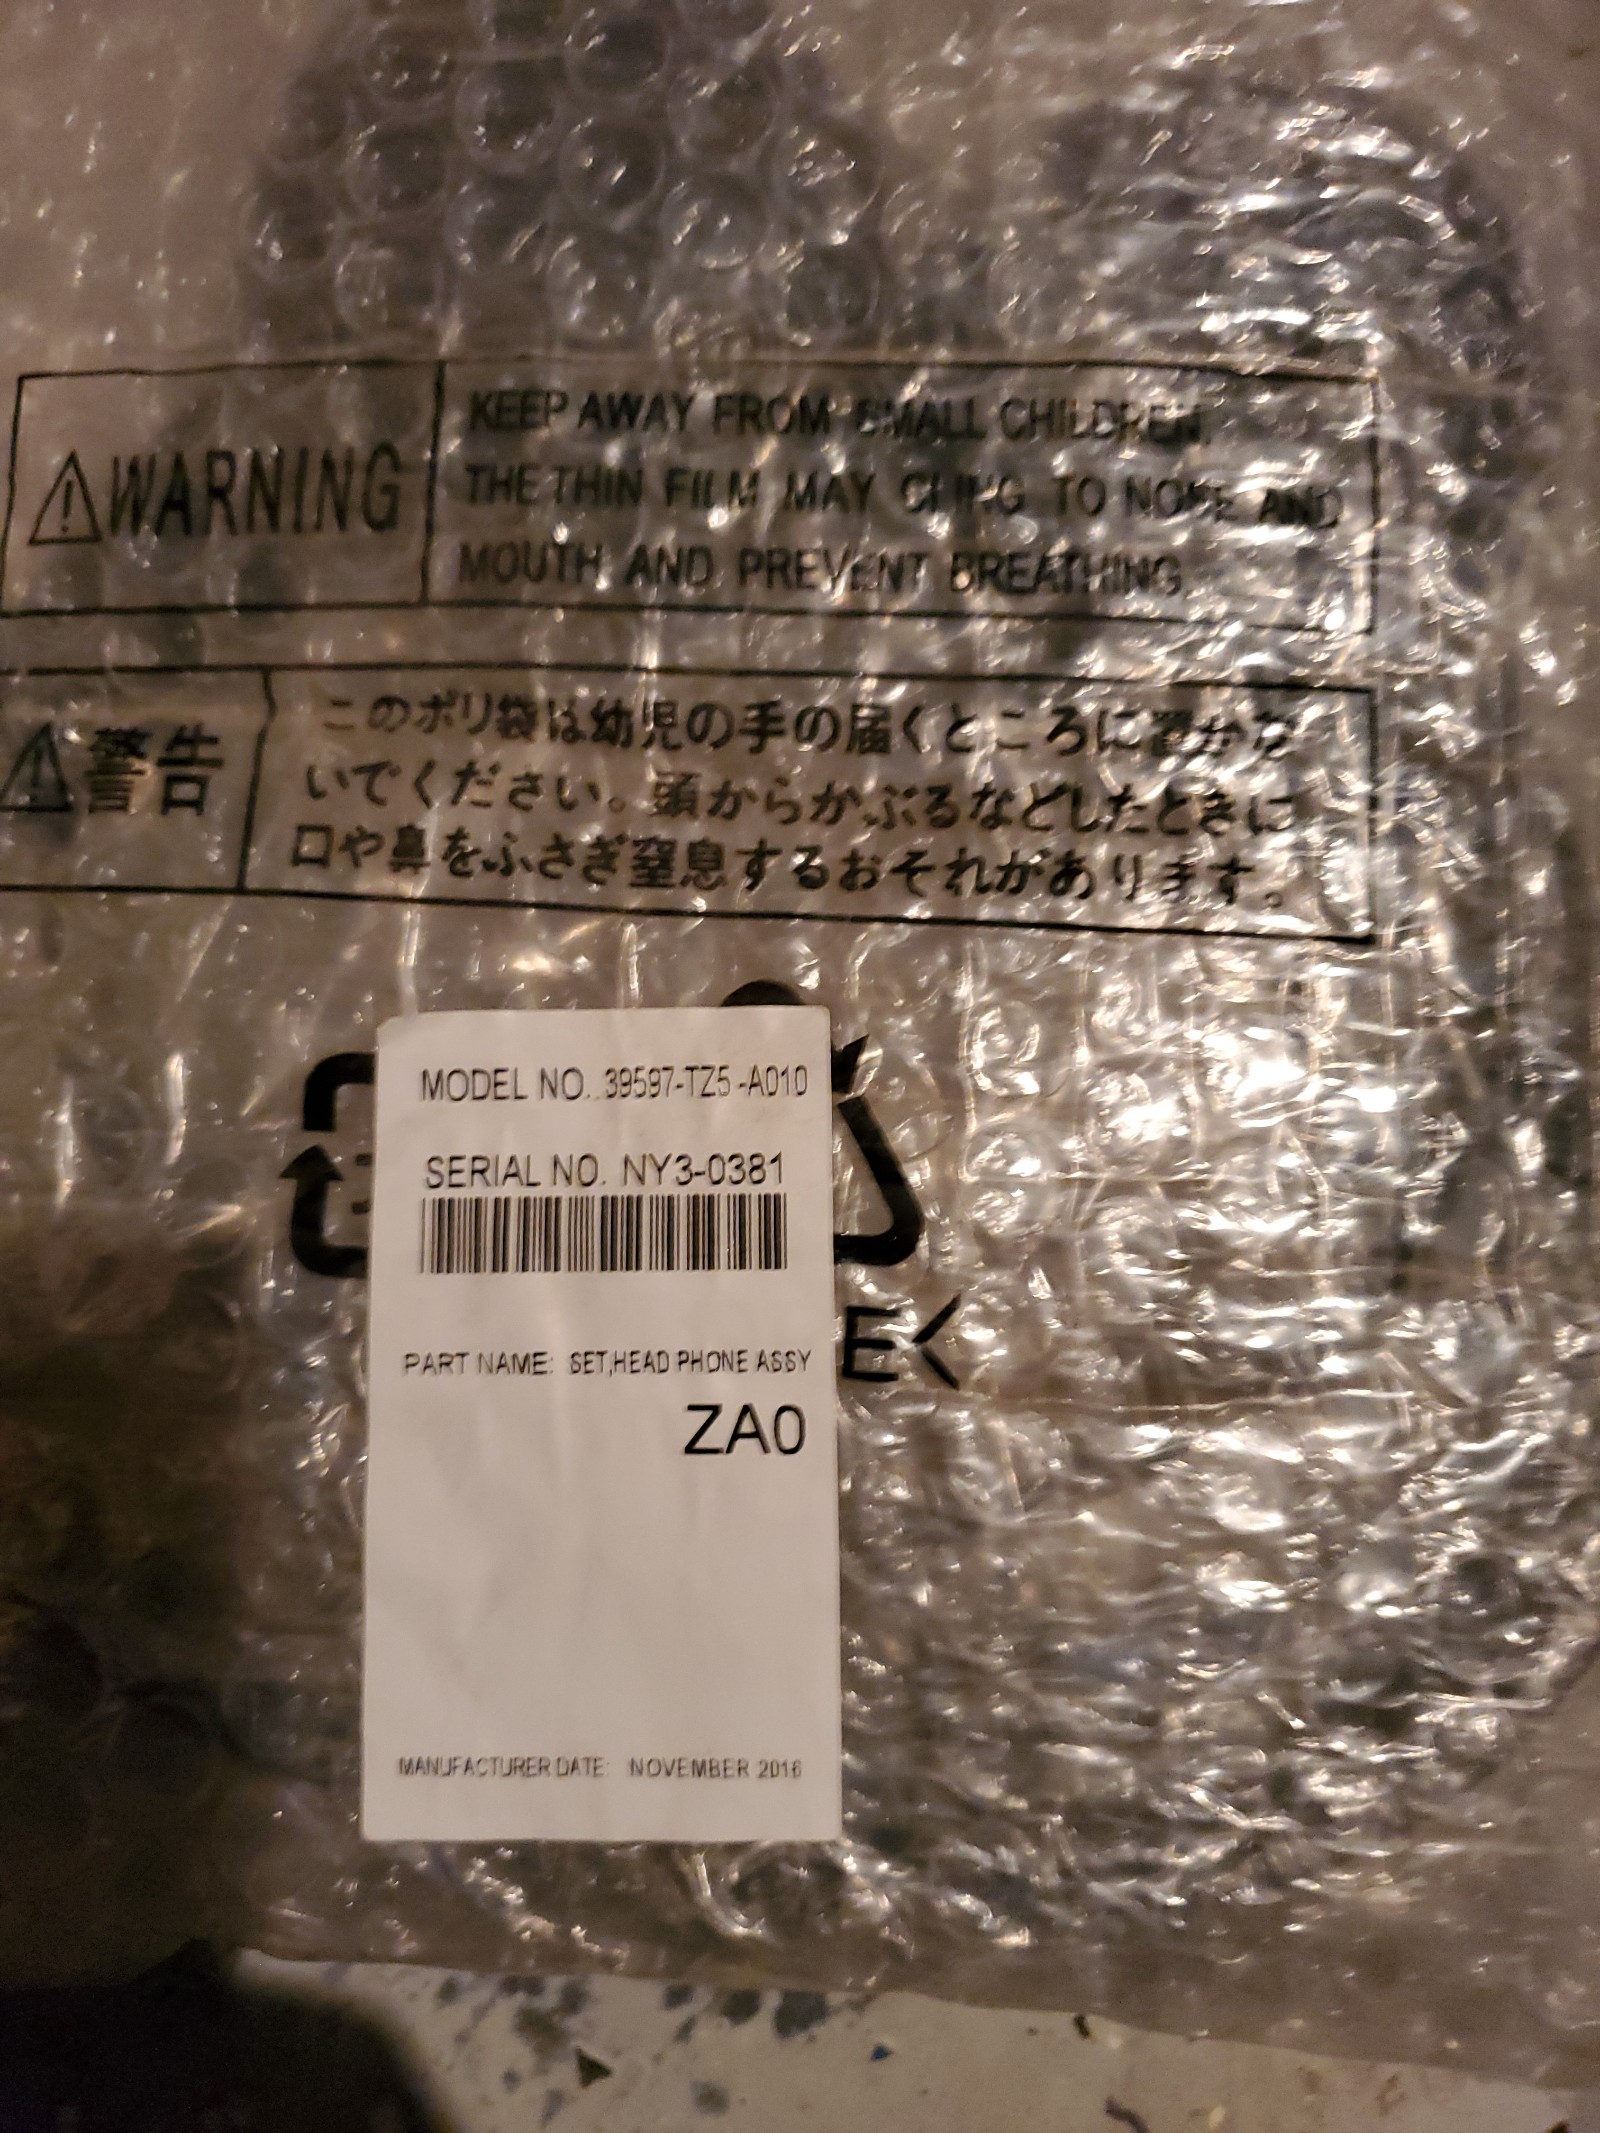 ⚠WARNING
KEEP AWAY FROM SMALL CHILDREN.
THE THIN FILM MAY CLING TO NOSE AND
MOUTH AND PREVENT BREATHING.
⚠警告
このポリ袋は幼児の手の届くところに置かな
いでください。頭からかぶるなどしたときに
口や鼻をふさぎ窒息するおそれがあります。
MODEL NO. 39597-TZ5-A010
SERIAL NO. NY3-0381
PART NAME: SET,HEAD PHONE ASSY
E<
ZA0
MANUFACTURER DATE: NOVEMBER 2016